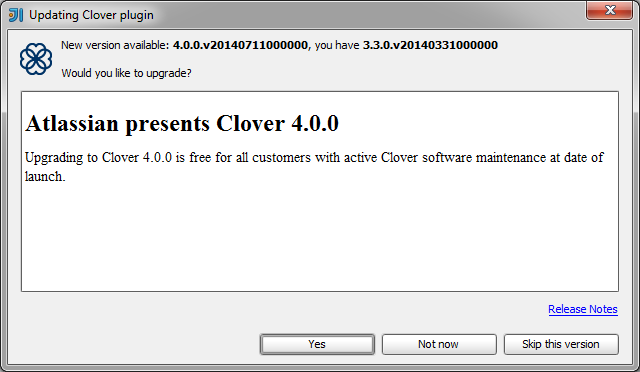 Updating Clover plugin
New version available: 4.0.0.v20140711000000, you have 3.3.0.v20140331000000
Would you like to upgrade?
Atlassian presents Clover 4.0.0
Upgrading to Clover 4.0.0 is free for all customers with active Clover software maintenance at date of
launch.
Release Notes
Yes
Not now
Skip this version